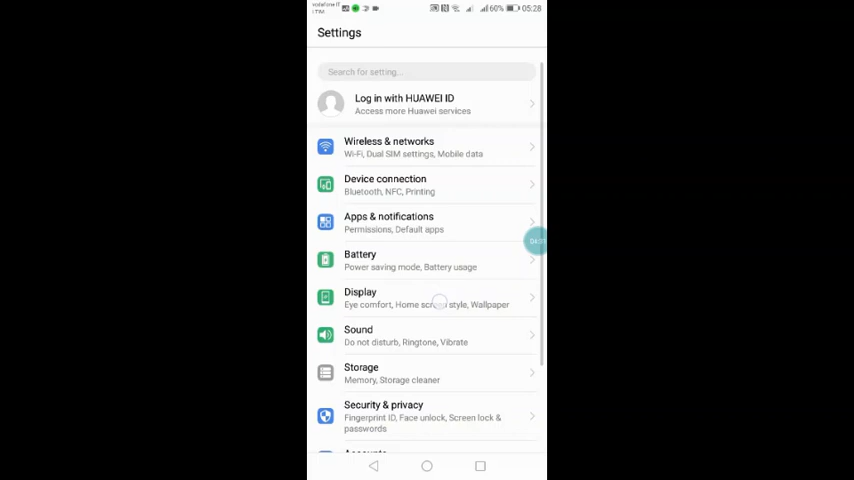 vodafone IT
60% 05:28
Settings
Search for setting...
Log in with HUAWEI ID
Access more Huawei services
Wireless & networks
Wi-Fi, Dual SIM settings, Mobile data
Device connection
Bluetooth, NFC, Printing
Apps & notifications
Permissions, Default apps
Battery
Power saving mode, Battery usage
Display
Eye comfort, Home screen style, Wallpaper
Sound
Do not disturb, Ringtone, Vibrate
Storage
Memory, Storage cleaner
Security & privacy
Fingerprint ID, Face unlock, Screen lock &
passwords